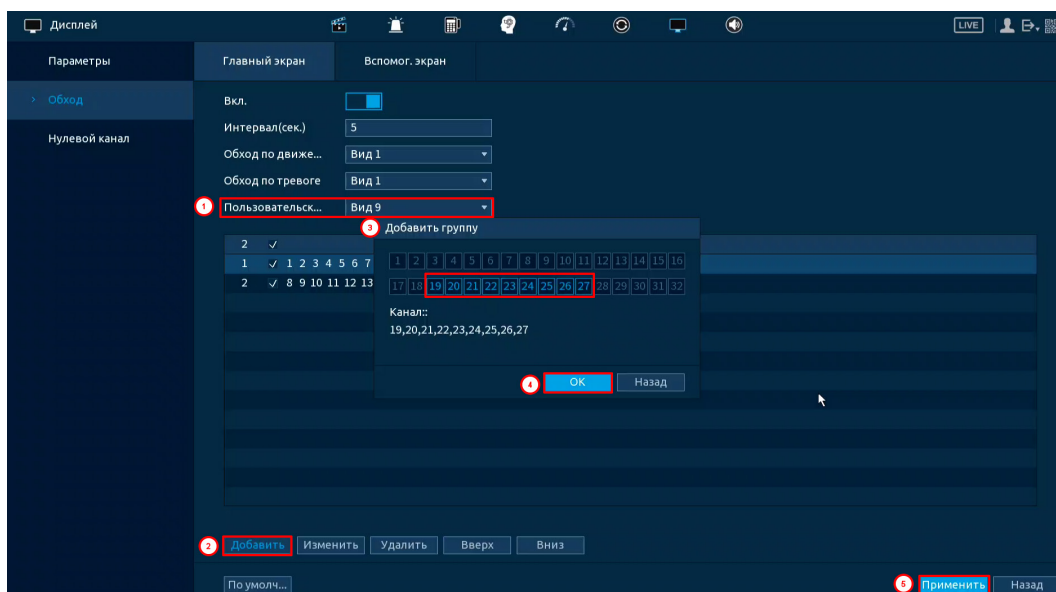 Дисплей LIVE
Параметры
Обход
Нулевой канал
Главный экран Вспомог. экран
Вкл.
Интервал(сек.) 5
Обход по движе... Вид 1
Обход по тревоге Вид 1
1 Пользовательск... Вид 9
3 Добавить группу
2
1 1 2 3 4 5 6 7
2 8 9 10 11 12 13
1 2 3 4 5 6 7 8 9 10 11 12 13 14 15 16
17 18 19 20 21 22 23 24 25 26 27 28 29 30 31 32
Канал::
19,20,21,22,23,24,25,26,27
4 OK Назад
2 Добавить Изменить Удалить Вверх Вниз
По умолч... 5 Применить Назад